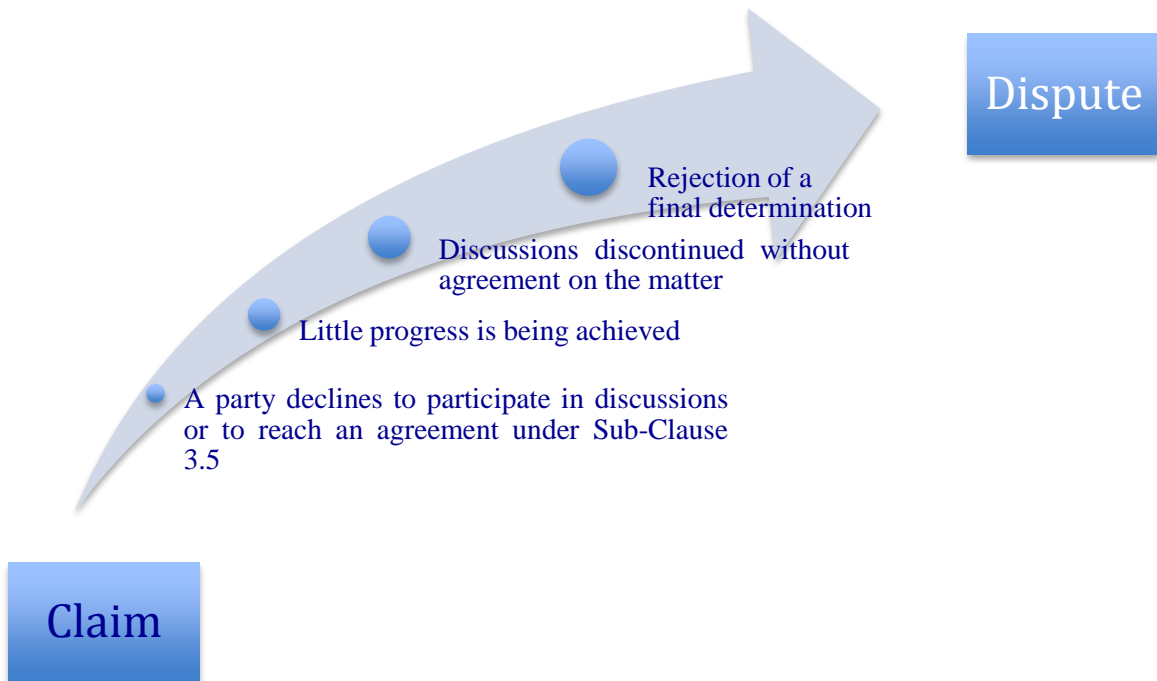 Dispute
Rejection of a
final determination
Discussions discontinued without
agreement on the matter
Little progress is being achieved
A party declines to participate in discussions
or to reach an agreement under Sub-Clause
3.5
Claim